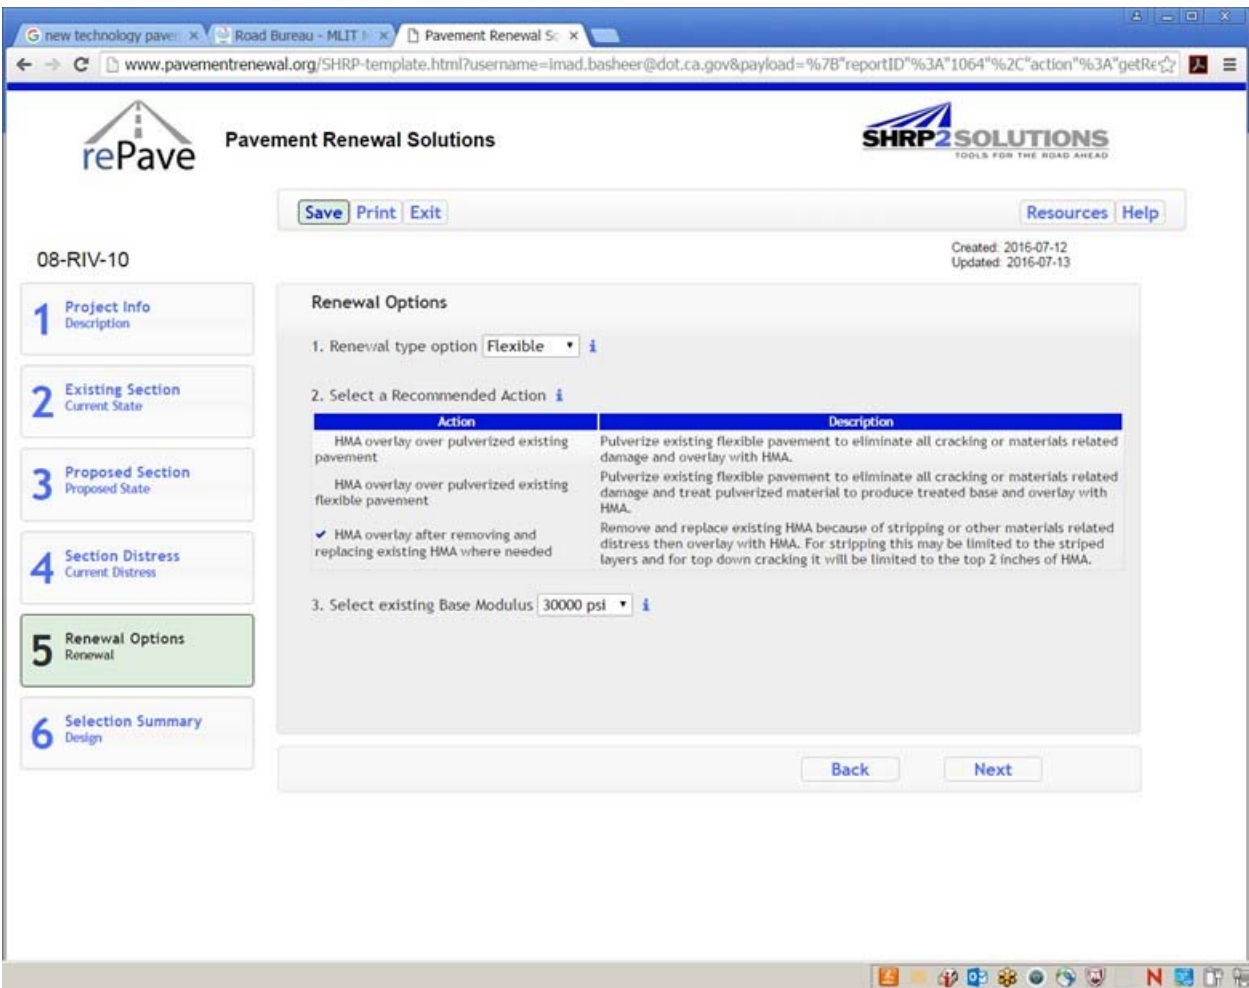 new technology pave
Road Bureau - MLIT
Pavement Renewal So
www.pavementrenewal.org/SHRP-template.html?username=imad.basheer@dot.ca.gov&payload=%7B"reportID"%3A"1064"%2C"action"%3A"getRe
rePave
Pavement Renewal Solutions
SHRP2SOLUTIONS
TOOLS FOR THE ROAD AHEAD
Save Print Exit
Resources Help
08-RIV-10
Created: 2016-07-12
Updated: 2016-07-13
1 Project Info
Description
2 Existing Section
Current State
3 Proposed Section
Proposed State
4 Section Distress
Current Distress
5 Renewal Options
Renewal
6 Selection Summary
Design
Renewal Options
1. Renewal type option Flexible i
2. Select a Recommended Action i
Action Description
HMA overlay over pulverized existing
pavement
Pulverize existing flexible pavement to eliminate all cracking or materials related
damage and overlay with HMA.
HMA overlay over pulverized existing
flexible pavement
Pulverize existing flexible pavement to eliminate all cracking or materials related
damage and treat pulverized material to produce treated base and overlay with
HMA.
HMA overlay after removing and
replacing existing HMA where needed
Remove and replace existing HMA because of stripping or other materials related
distress then overlay with HMA. For stripping this may be limited to the striped
layers and for top down cracking it will be limited to the top 2 inches of HMA.
3. Select existing Base Modulus 30000 psi i
Back Next